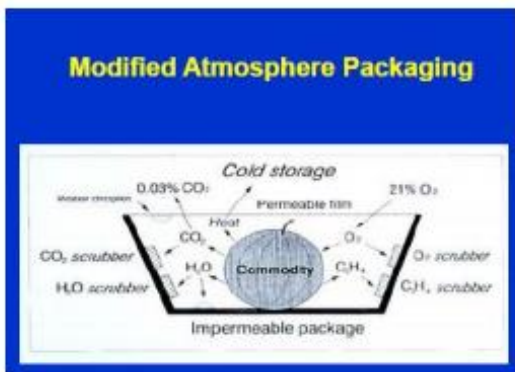 Modified Atmosphere Packaging
Cold storage
0.03% CO₂
21% O₂
Permeable film
Heat
CO₂
O₂
CO₂ scrubber
O₂ scrubber
H₂O
Commodity
C₂H₄
H₂O scrubber
C₂H₄ scrubber
Impermeable package